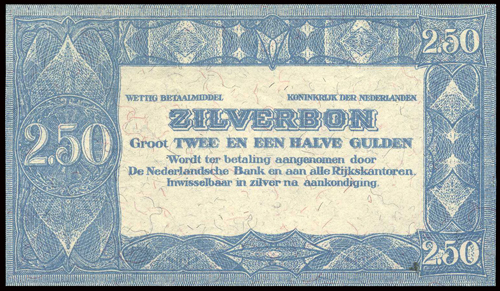 2.50
WETTIG BETAALMIDDEL KONINKRIJK DER NEDERLANDEN
ZILVERBON
Groot TWEE EN EEN HALVE GULDEN
Wordt ter betaling aangenomen door
De Nederlandsche Bank en aan alle Rijkskantoren.
Inwisselbaar in zilver na aankondiging.
2.50
2.50